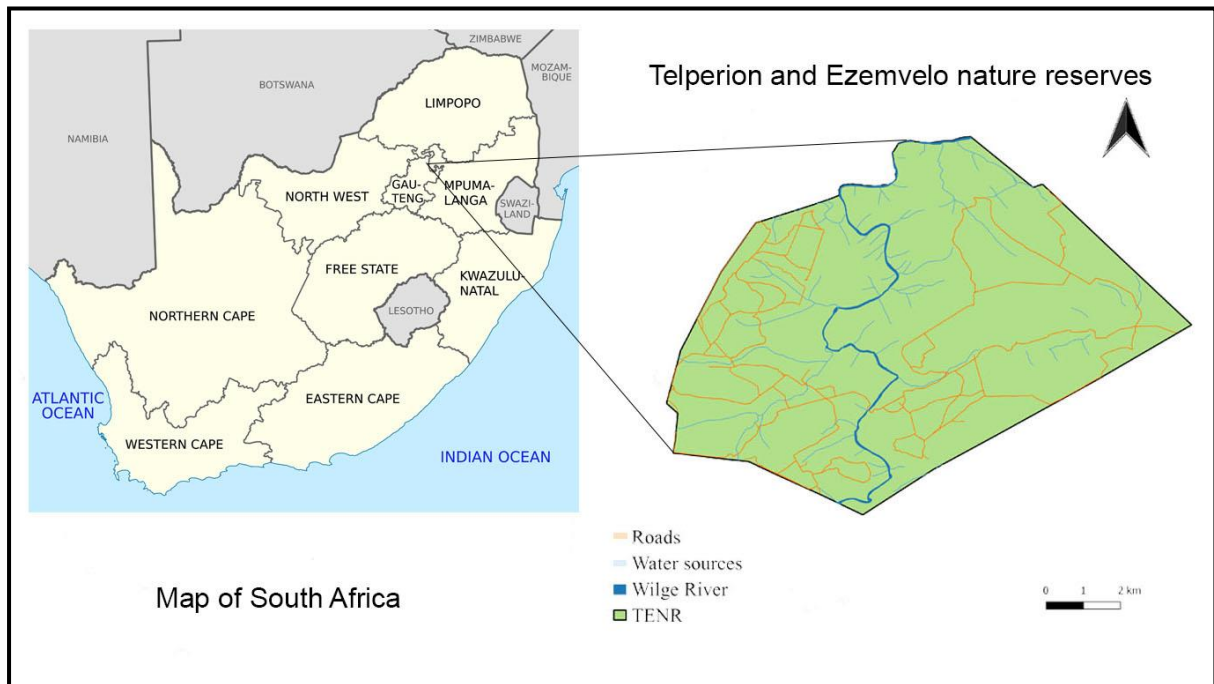 ZIMBABWE
MOZAM-
BIQUE
BOTSWANA
LIMPOPO
NAMIBIA
NORTH WEST
GAU-
TENG
MPUMA-
LANGA
SWAZI-
LAND
FREE STATE
KWAZULU-
NATAL
LESOTHO
NORTHERN CAPE
ATLANTIC
OCEAN
EASTERN CAPE
WESTERN CAPE
INDIAN OCEAN
Map of South Africa
Telperion and Ezemvelo nature reserves
Roads
Water sources
Wilge River
TENR
0 1 2 km